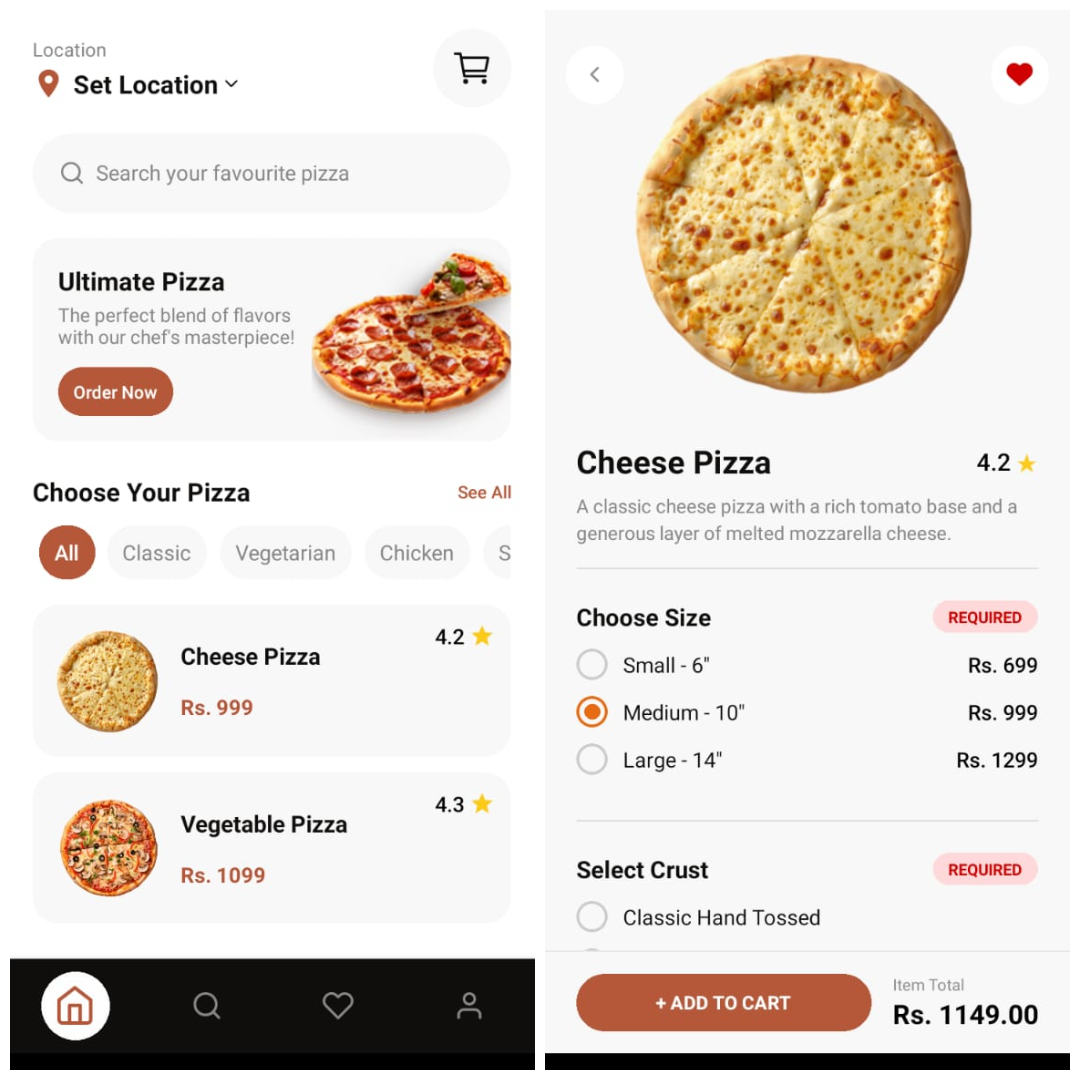 Location
Set Location
Search your favourite pizza
Ultimate Pizza
The perfect blend of flavors
with our chef's masterpiece!
Order Now
Choose Your Pizza
See All
All
Classic
Vegetarian
Chicken
S
4.2
Cheese Pizza
Rs. 999
4.3
Vegetable Pizza
Rs. 1099
Cheese Pizza
4.2
A classic cheese pizza with a rich tomato base and a
generous layer of melted mozzarella cheese.
Choose Size
REQUIRED
Small - 6"
Rs. 699
Medium - 10"
Rs. 999
Large - 14"
Rs. 1299
Select Crust
REQUIRED
Classic Hand Tossed
+ ADD TO CART
Item Total
Rs. 1149.00